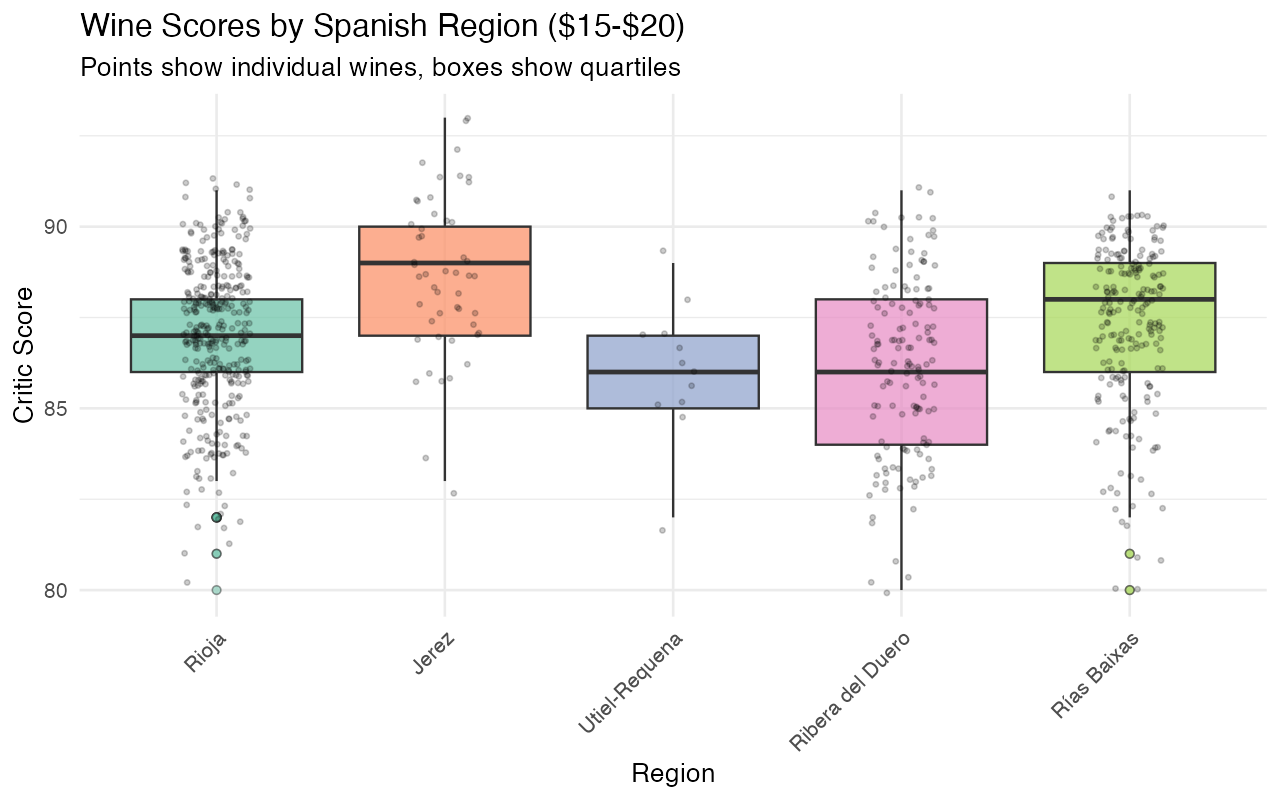 Wine Scores by Spanish Region ($15-$20)
Points show individual wines, boxes show quartiles
Critic Score
90
85
80
Rioja
Jerez
Utiel-Requena
Ribera del Duero
Rías Baixas
Region